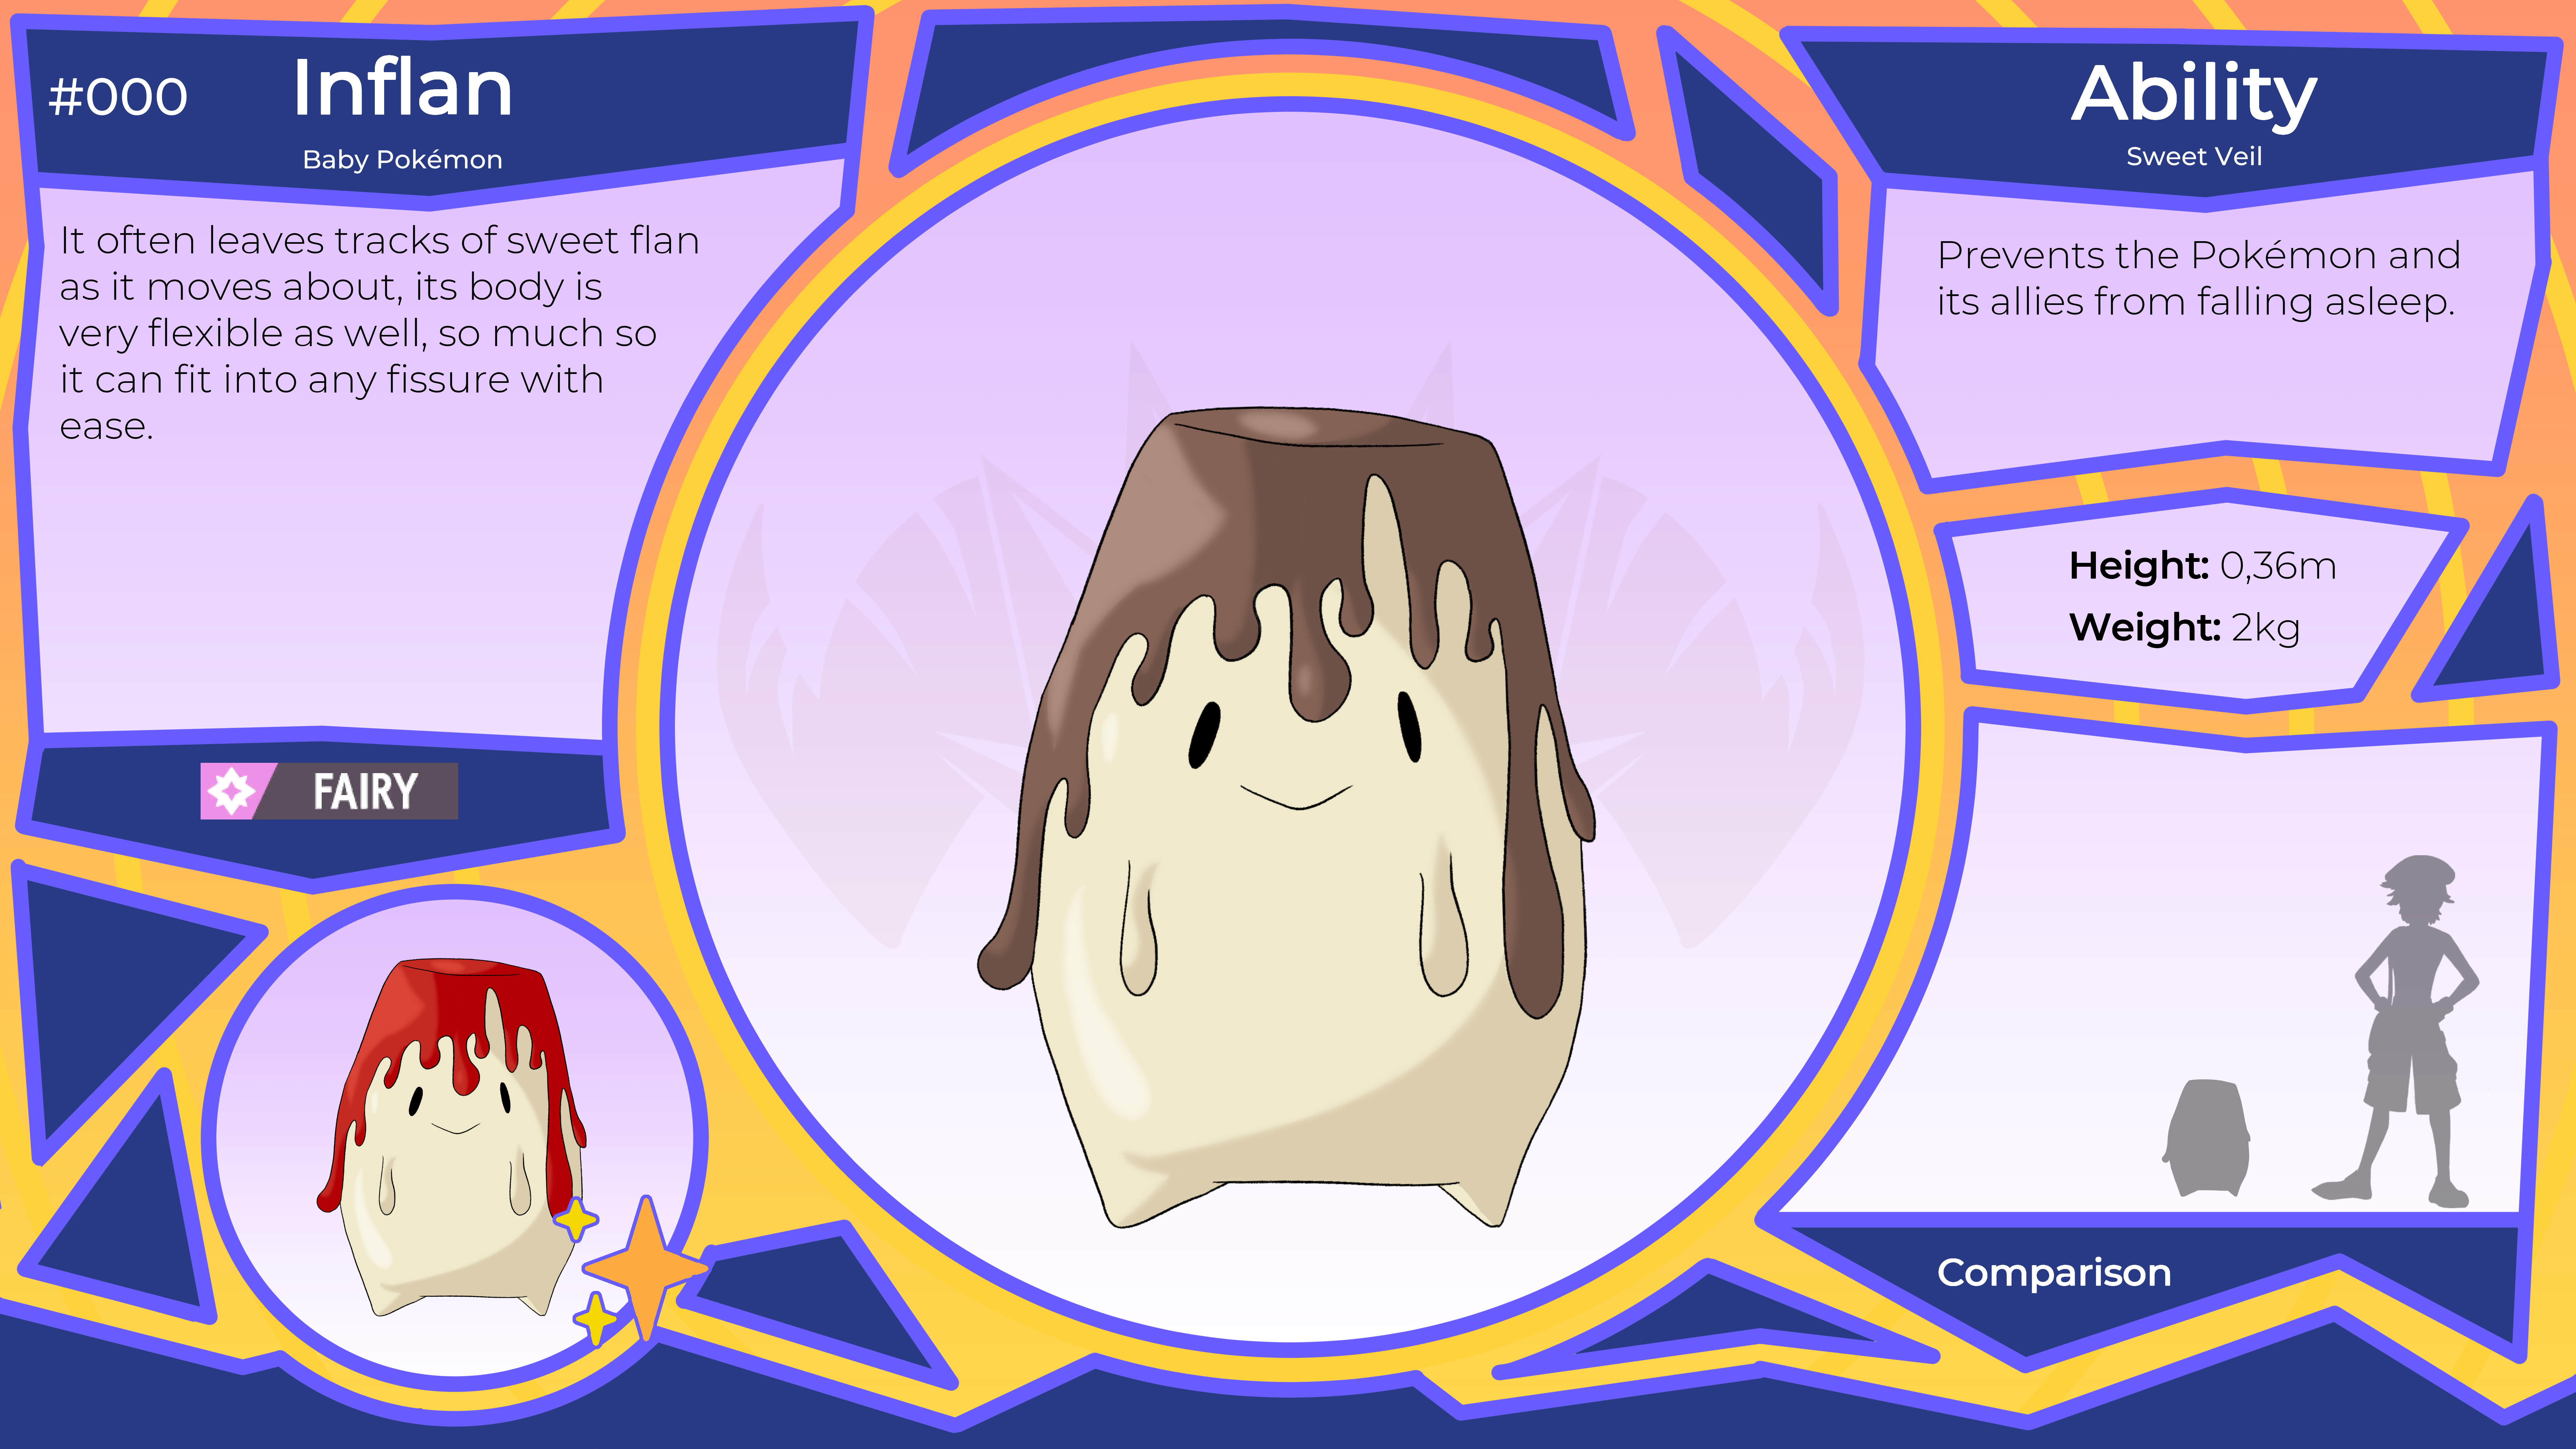 #000
Inflan
Baby Pokémon
It often leaves tracks of sweet flan
as it moves about, its body is
very flexible as well, so much so
it can fit into any fissure with
ease.
FAIRY
Ability
Sweet Veil
Prevents the Pokémon and
its allies from falling asleep.
Height: 0,36m
Weight: 2kg
Comparison